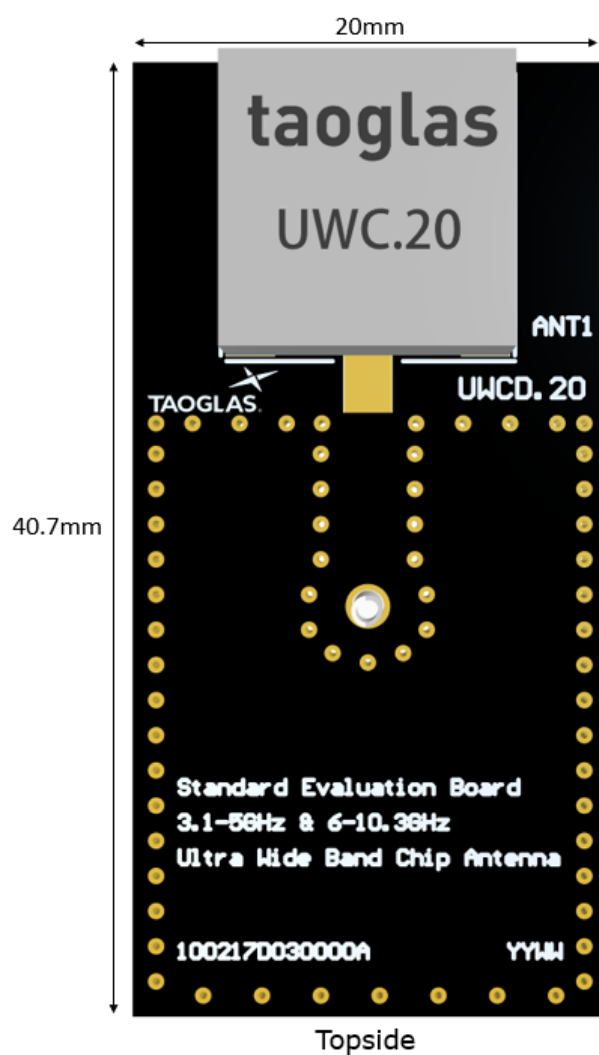 20mm
taoglas
UWC.20
ANT1
UWCD.20
TAOGLAS.
40.7mm
Standard Evaluation Board
3.1-5GHz & 6-10.3GHz
Ultra Wide Band Chip Antenna
100217D030000A YYWW
Topside